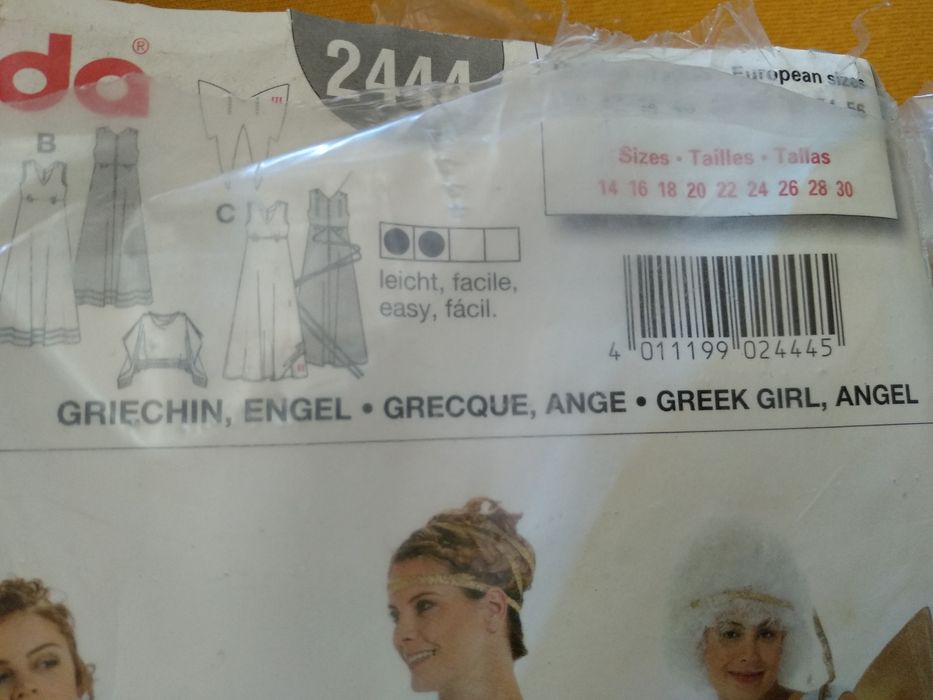 da®
2444
European sizes
B
Sizes • Tailles • Tallas
14 16 18 20 22 24 26 28 30
C
leicht, facile,
easy, fácil.
4 011199 024445
GRIECHIN, ENGEL • GRECQUE, ANGE • GREEK GIRL, ANGEL